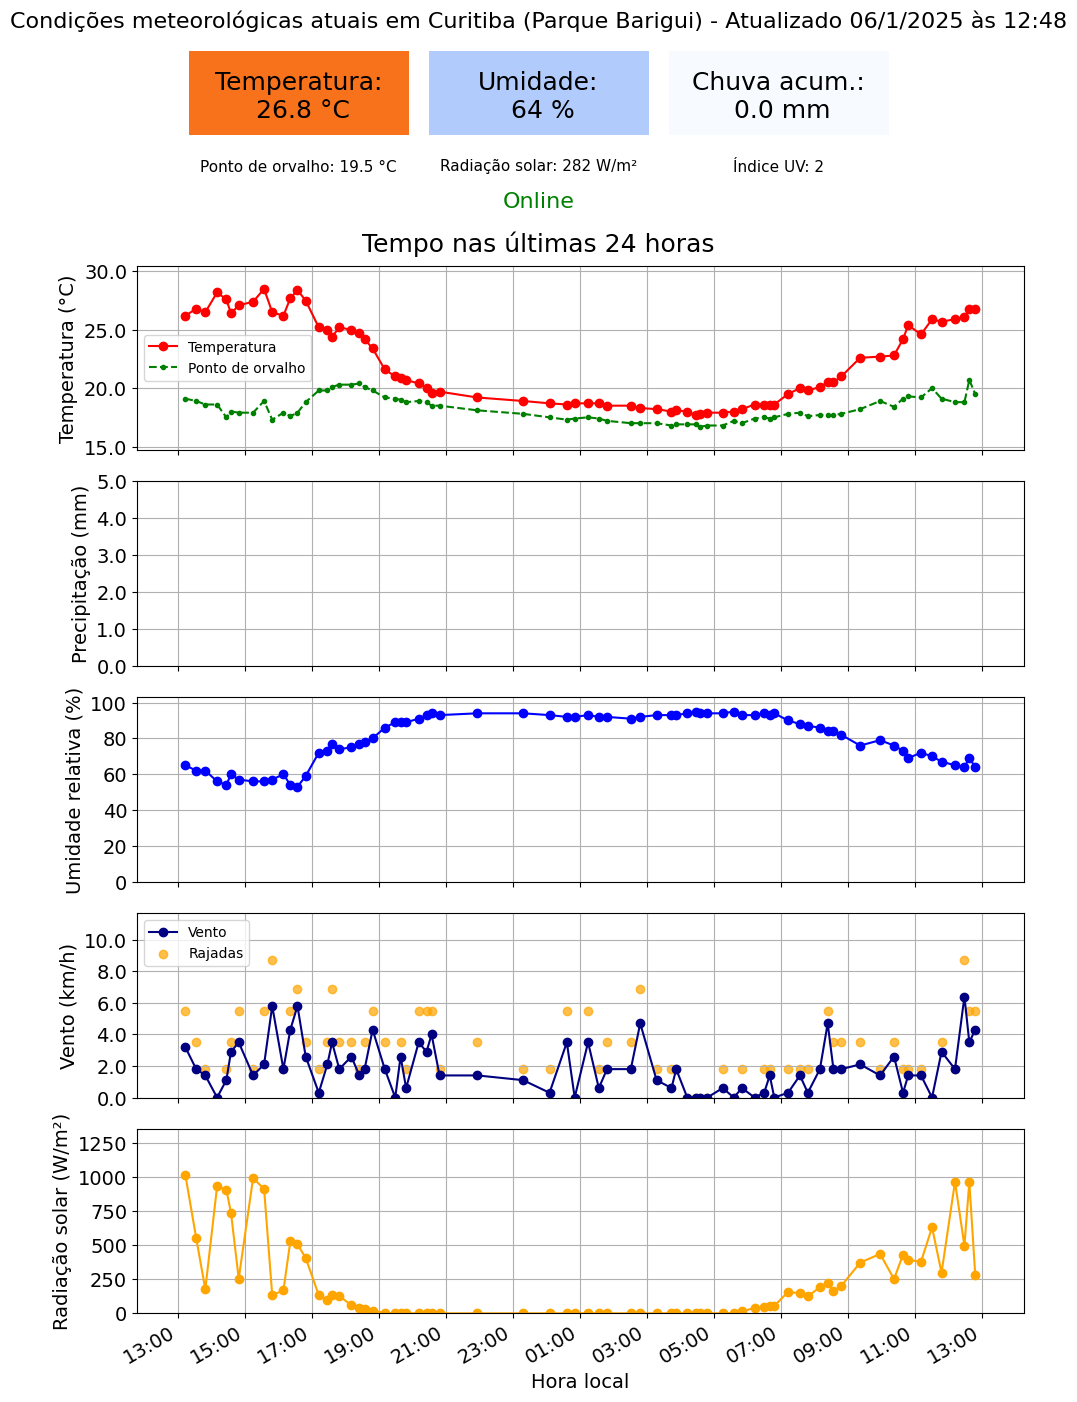 Condições meteorológicas atuais em Curitiba (Parque Barigui) - Atualizado 06/1/2025 às 12:48
Temperatura:
26.8 °C
Umidade:
64 %
Chuva acum.:
0.0 mm
Ponto de orvalho: 19.5 °C
Radiação solar: 282 W/m²
Índice UV: 2
Online
Tempo nas últimas 24 horas
Temperatura (°C)
30.0
25.0
20.0
15.0
Temperatura
Ponto de orvalho
Precipitação (mm)
5.0
4.0
3.0
2.0
1.0
0.0
Umidade relativa (%)
100
80
60
40
20
0
Vento (km/h)
10.0
8.0
6.0
4.0
2.0
0.0
Vento
Rajadas
Radiação solar (W/m²)
1250
1000
750
500
250
0
13:00
15:00
17:00
19:00
21:00
23:00
01:00
03:00
05:00
07:00
09:00
11:00
13:00
Hora local